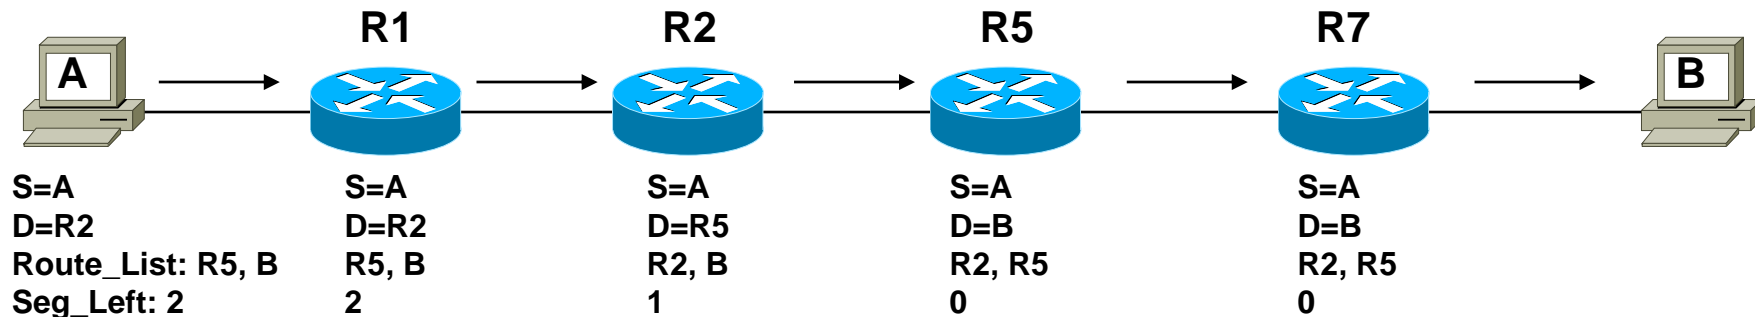 R1 R2 R5 R7
A B
S=A S=A S=A S=A S=A
D=R2 D=R2 D=R5 D=B D=B
Route_List: R5, B R5, B R2, B R2, R5 R2, R5
Seg_Left: 2 2 1 0 0